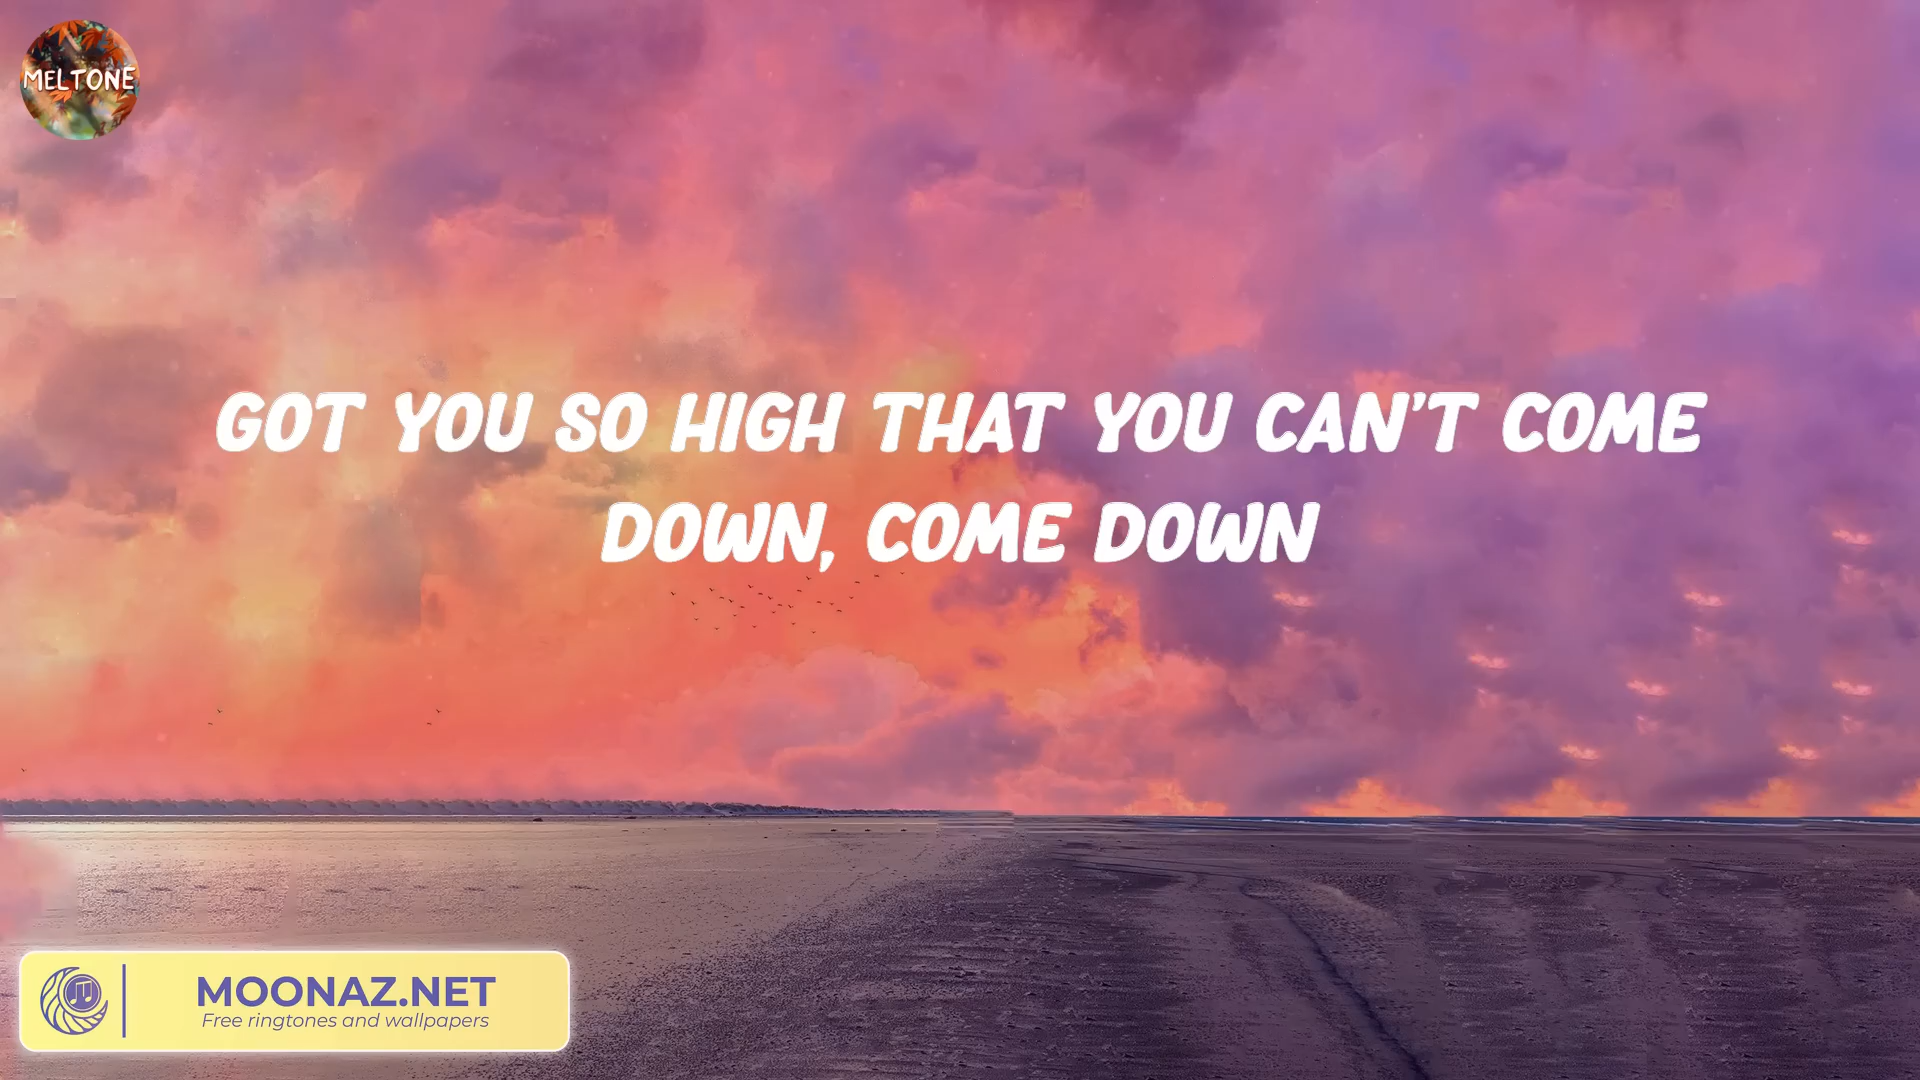 MELTONE
GOT YOU SO HIGH THAT YOU CAN'T COME
DOWN, COME DOWN
MOONAZ.NET
Free ringtones and wallpapers